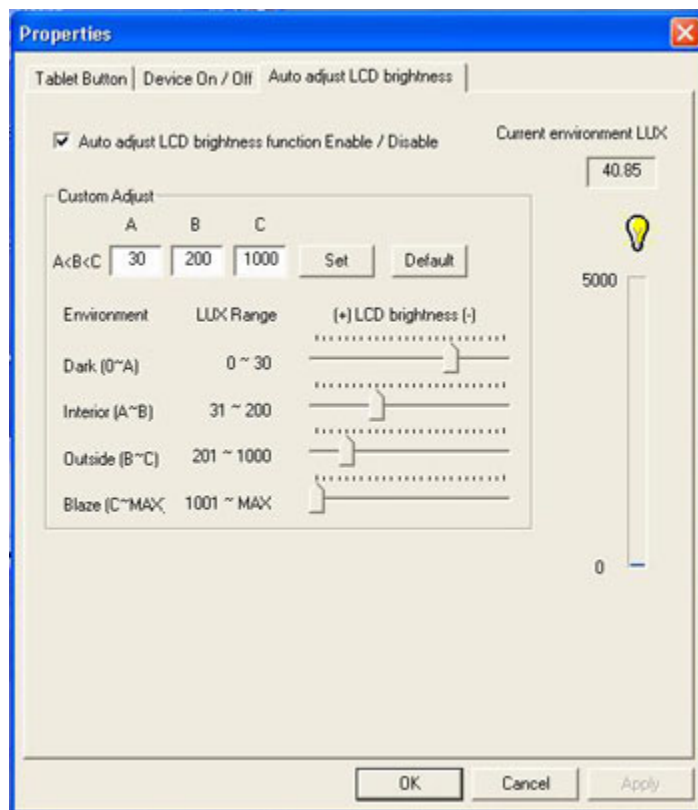 Properties
Tablet Button Device On / Off Auto adjust LCD brightness
Auto adjust LCD brightness function Enable / Disable
Current environment LUX
40.85
Custom Adjust
A B C
A<B<C 30 200 1000 Set Default
5000
Environment LUX Range (+) LCD brightness (-)
Dark (0~A) 0 ~ 30
Interior (A~B) 31 ~ 200
Outside (B~C) 201 ~ 1000
Blaze (C~MAX) 1001 ~ MAX
0
OK Cancel Apply